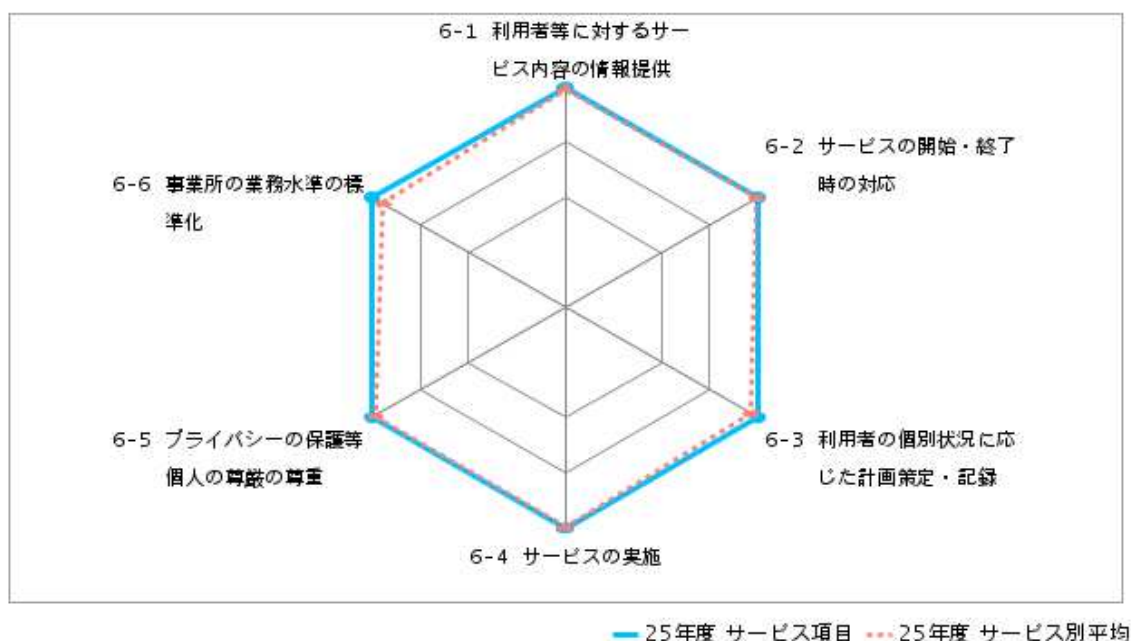 6-1 利用者等に対するサー
ビス内容の情報提供
6-2 サービスの開始・終了
時の対応
6-6 事業所の業務水準の標
準化
6-5 プライバシーの保護等
個人の尊厳の尊重
6-3 利用者の個別状況に応
じた計画策定・記録
6-4 サービスの実施
25年度 サービス項目 25年度 サービス別平均